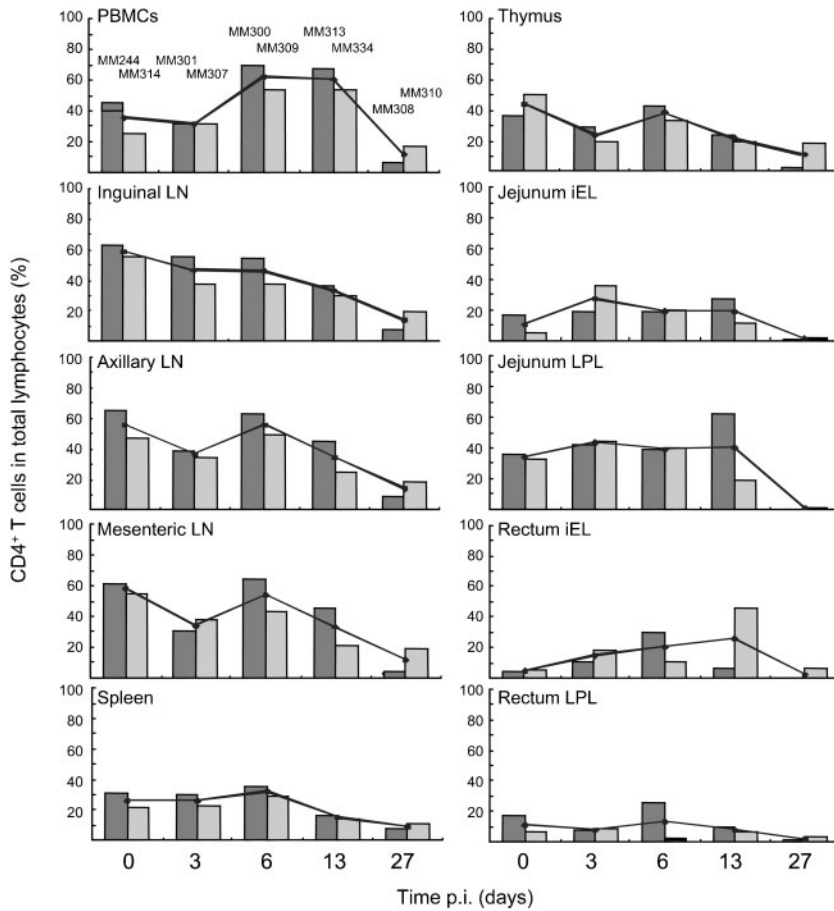 PBMCs
MM244
MM314
MM301
MM307
MM300
MM309
MM313
MM334
MM308
MM310
100
80
60
40
20
Inguinal LN
100
80
60
40
20
Axillary LN
100
80
60
40
20
Mesenteric LN
100
80
60
40
20
Spleen
100
80
60
40
20
0 3 6 13 27
Thymus
100
80
60
40
20
Jejunum iEL
100
80
60
40
20
Jejunum LPL
100
80
60
40
20
Rectum iEL
100
80
60
40
20
Rectum LPL
100
80
60
40
20
0 3 6 13 27
CD4+ T cells in total lymphocytes (%)
Time p.i. (days)